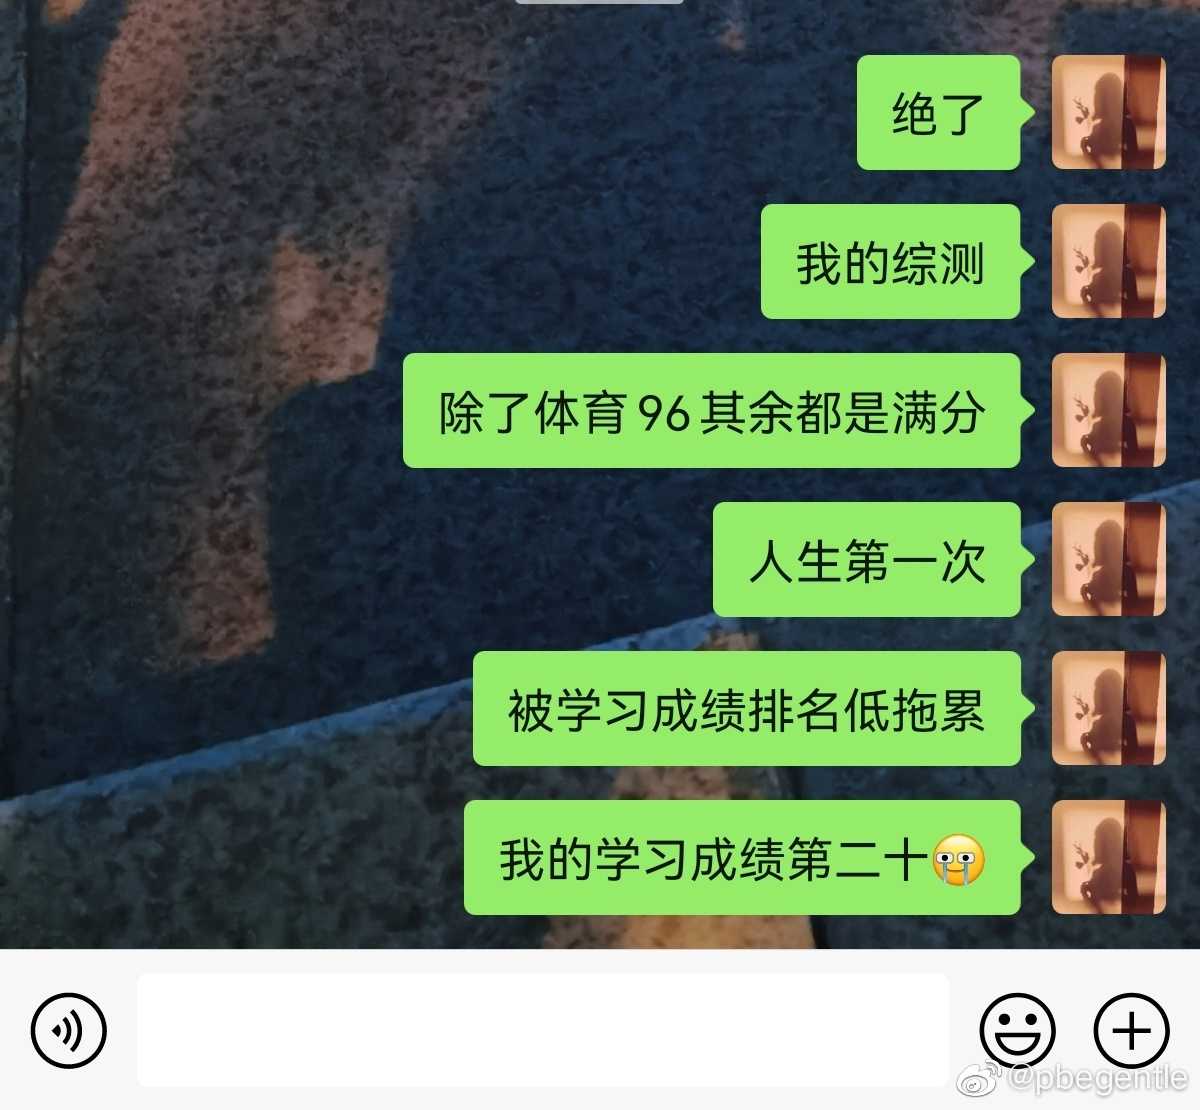 绝了
我的综测
除了体育96其余都是满分
人生第一次
被学习成绩排名低拖累
我的学习成绩第二十😭
@pbegentle